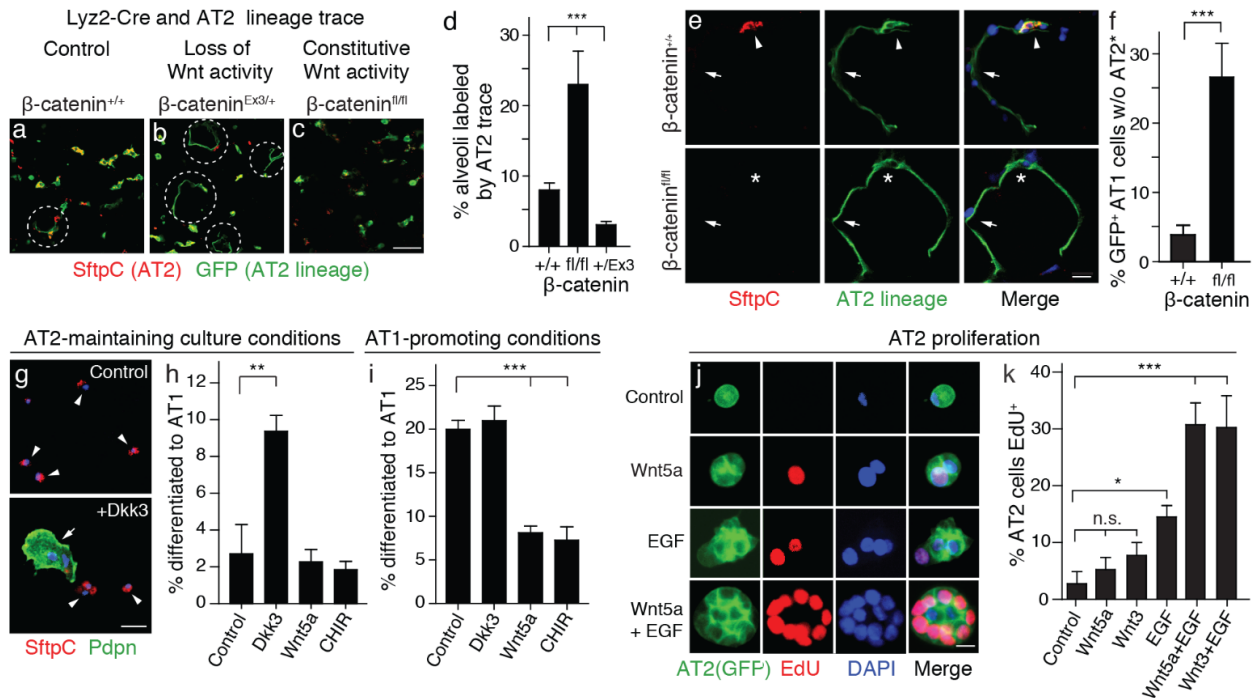 Lyz2-Cre and AT2 lineage trace
Control
Loss of
Wnt activity
Constitutive
Wnt activity
β-catenin+/+
β-cateninEx3/+
β-cateninfl/fl
a
b
c
SftpC (AT2) GFP (AT2 lineage)
d
***
% alveoli labeled
by AT2 trace
30
20
10
0
+/+ fl/fl +/Ex3
β-catenin
e
β-catenin+/+
β-cateninfl/fl
*
*
*
SftpC
AT2 lineage
Merge
f
***
% GFP+ AT1 cells w/o AT2*
30
20
10
0
+/+ fl/fl
β-catenin
AT2-maintaining culture conditions
g
Control
+Dkk3
SftpC Pdpn
h
**
% differentiated to AT1
12
10
8
6
4
2
0
Control
Dkk3
Wnt5a
CHIR
AT1-promoting conditions
i
***
% differentiated to AT1
25
20
15
10
5
0
Control
Dkk3
Wnt5a
CHIR
AT2 proliferation
j
Control
Wnt5a
EGF
Wnt5a
+ EGF
AT2(GFP)
EdU
DAPI
Merge
k
***
*
n.s.
% AT2 cells EdU+
40
30
20
10
0
Control
Wnt5a
Wnt3
EGF
Wnt5a+EGF
Wnt3+EGF